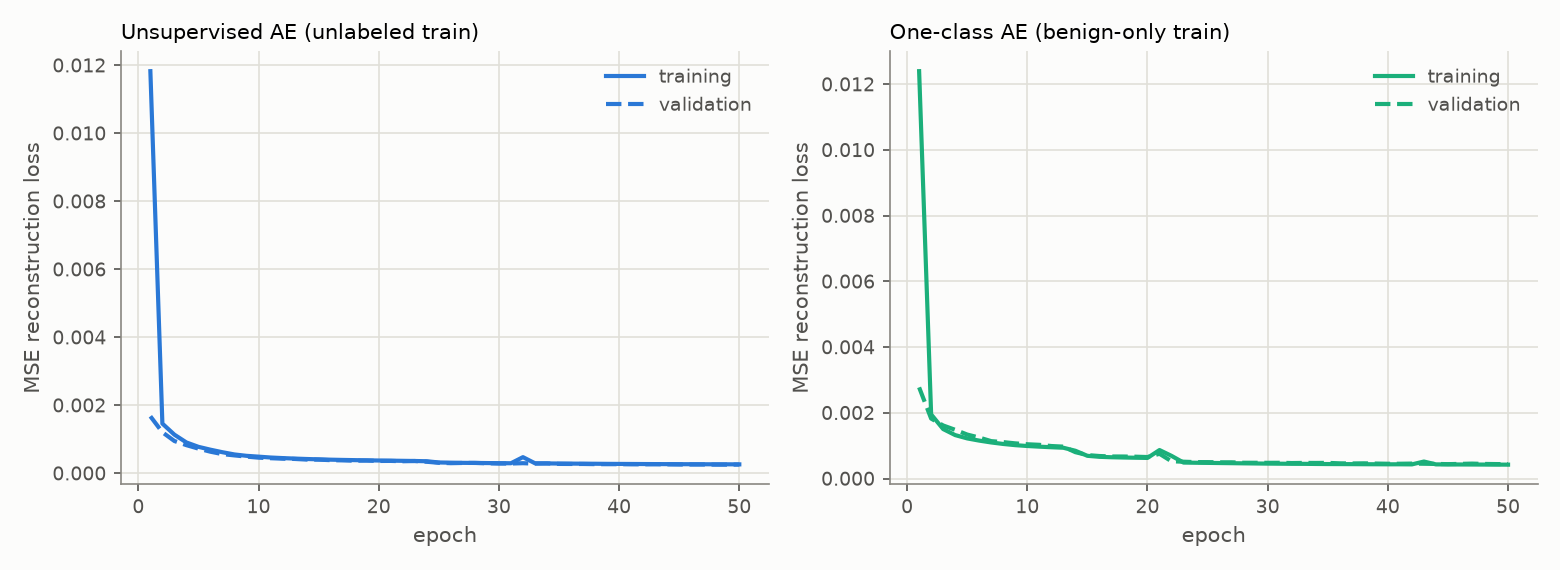 Unsupervised AE (unlabeled train)
MSE reconstruction loss
0.012
0.010
0.008
0.006
0.004
0.002
0.000
training
validation
0 10 20 30 40 50
epoch
One-class AE (benign-only train)
MSE reconstruction loss
0.012
0.010
0.008
0.006
0.004
0.002
0.000
training
validation
0 10 20 30 40 50
epoch